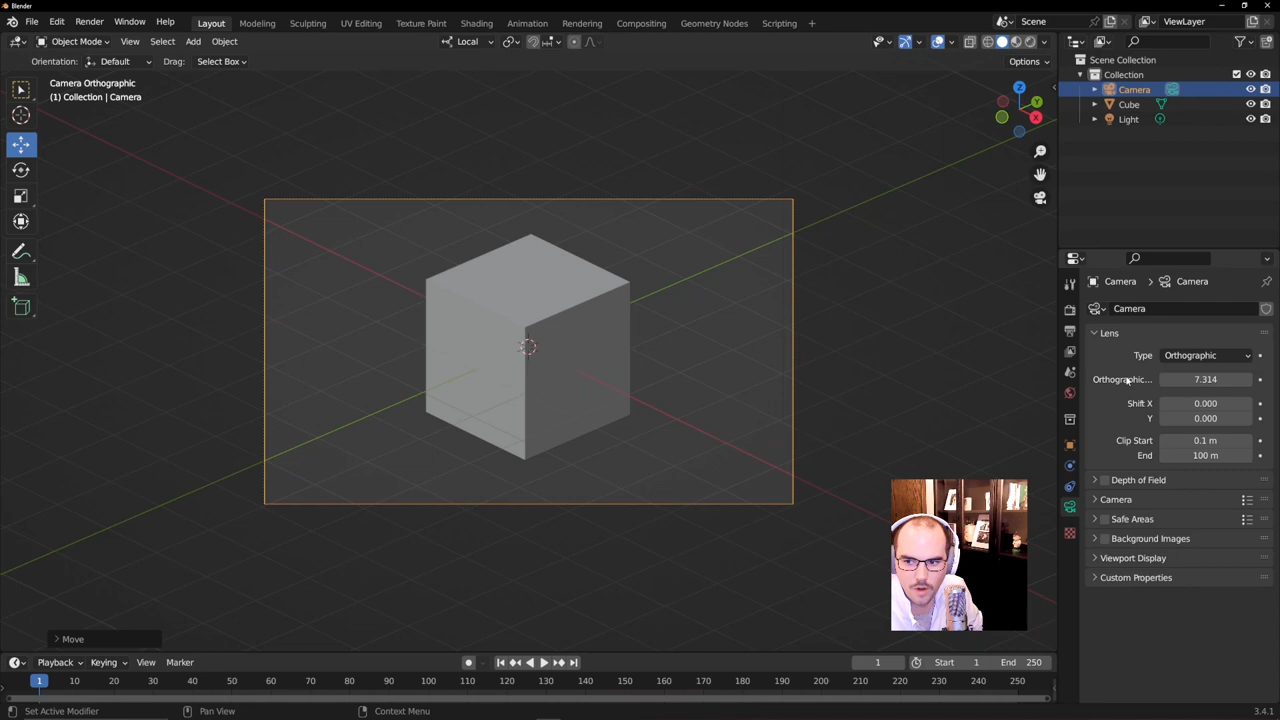 Blender
File Edit Render Window Help Layout Modeling Sculpting UV Editing Texture Paint Shading Animation Rendering Compositing Geometry Nodes Scripting + Scene ViewLayer
Object Mode View Select Add Object Local
Orientation: Default Drag: Select Box Options
Camera Orthographic
(1) Collection | Camera
Z
Y
X
Scene Collection
Collection
Camera
Cube
Light
Camera > Camera
Camera
Lens
Type Orthographic
Orthographic... 7.314
Shift X 0.000
Y 0.000
Clip Start 0.1 m
End 100 m
Depth of Field
Camera
Safe Areas
Background Images
Viewport Display
Custom Properties
Move
Playback Keying View Marker 1 Start 1 End 250
1 10 20 30 40 50 60 70 80 90 100 110 120 130 140 150 160 170 180 190 200 210 220 230 240 250
Set Active Modifier Pan View Context Menu 3.4.1